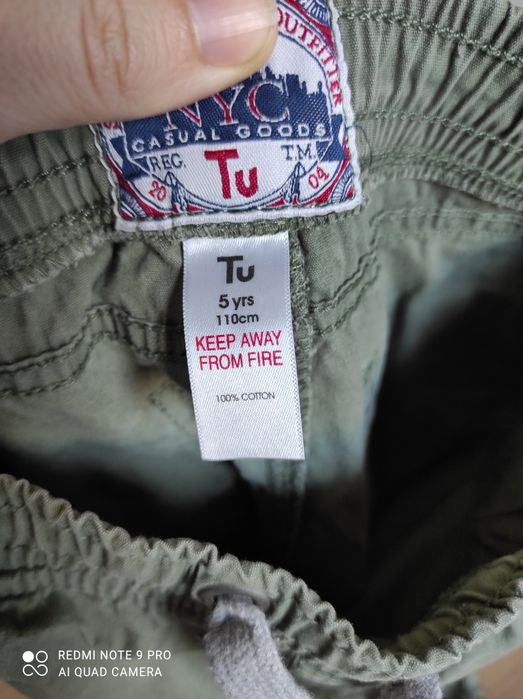 OUTFITTER
NYC
CASUAL GOODS
REG. T.M.
Tu
20 04
Tu
5 yrs
110cm
KEEP AWAY
FROM FIRE
100% COTTON
REDMI NOTE 9 PRO
AI QUAD CAMERA